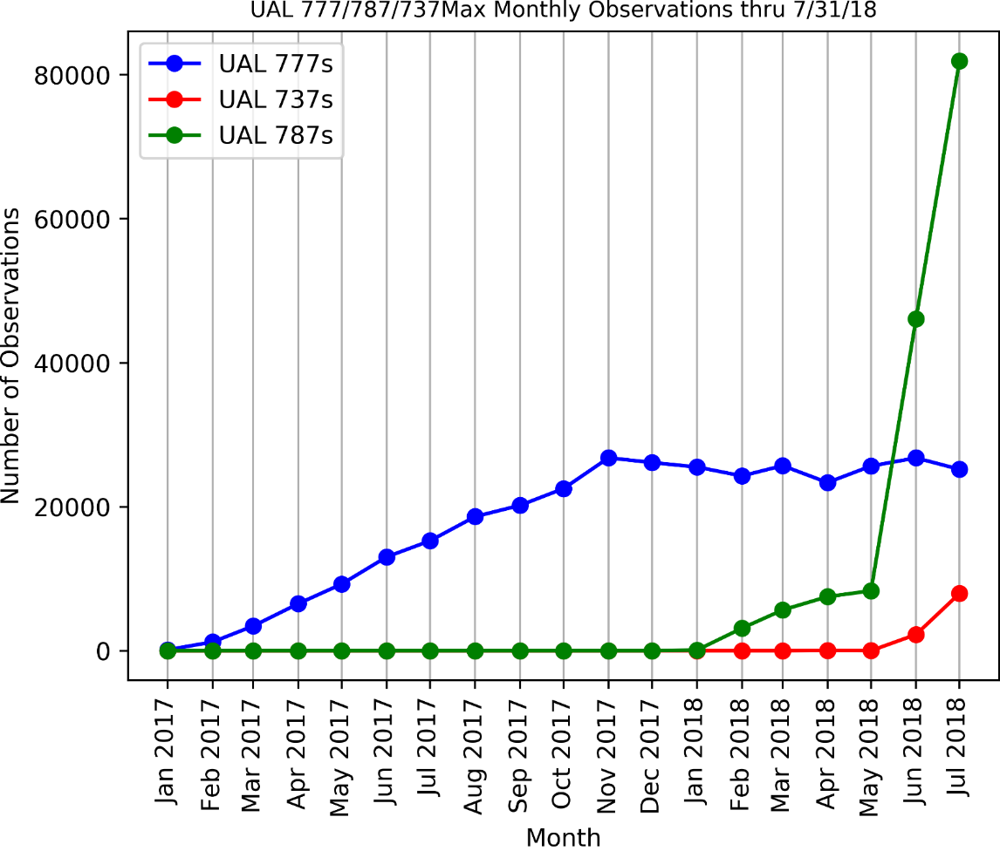 UAL 777/787/737Max Monthly Observations thru 7/31/18
UAL 777s
UAL 737s
UAL 787s
Number of Observations
80000
60000
40000
20000
0
Jan 2017
Feb 2017
Mar 2017
Apr 2017
May 2017
Jun 2017
Jul 2017
Aug 2017
Sep 2017
Oct 2017
Nov 2017
Dec 2017
Jan 2018
Feb 2018
Mar 2018
Apr 2018
May 2018
Jun 2018
Jul 2018
Month